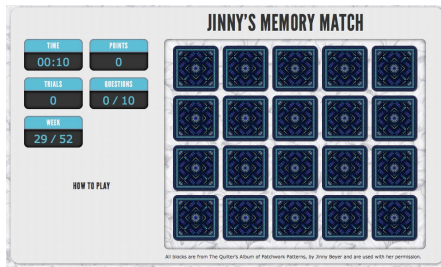 JINNY'S MEMORY MATCH
TIME
00:10
POINTS
0
TRIALS
0
QUESTIONS
0 / 10
WEEK
29 / 52
HOW TO PLAY
All blocks are from The Quilter's Album of Patchwork Patterns, by Jinny Beyer and are used with her permission.